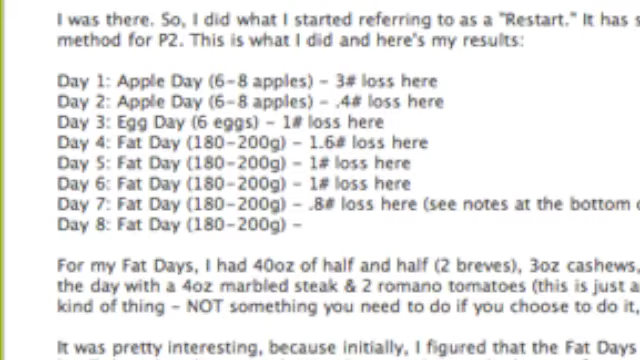 I was there. So, I did what I started referring to as a "Restart." It has
method for P2. This is what I did and here's my results:
Day 1: Apple Day (6-8 apples) - 3# loss here
Day 2: Apple Day (6-8 apples) - .4# loss here
Day 3: Egg Day (6 eggs) - 1# loss here
Day 4: Fat Day (180-200g) - 1.6# loss here
Day 5: Fat Day (180-200g) - 1# loss here
Day 6: Fat Day (180-200g) - 1# loss here
Day 7: Fat Day (180-200g) - .8# loss here (see notes at the bottom
Day 8: Fat Day (180-200g) -
For my Fat Days, I had 40oz of half and half (2 breves), 3oz cashews,
the day with a 4oz marbled steak & 2 romano tomatoes (this is just a
kind of thing - NOT something you need to do if you choose to do it,
It was pretty interesting, because initially, I figured that the Fat Days